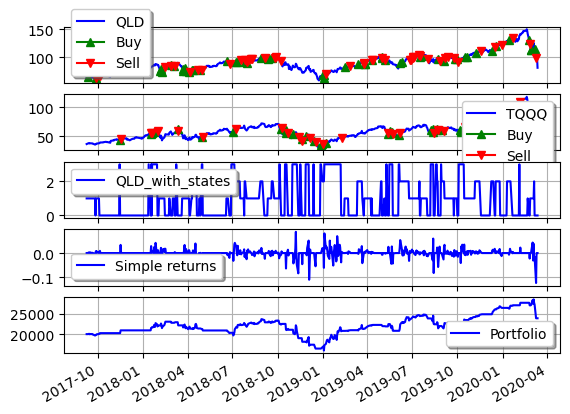 150
100
QLD
Buy
Sell
100
50
TQQQ
Buy
Sell
2
0
QLD_with_states
0.0
−0.1
Simple returns
25000
20000
Portfolio
2017-10
2018-01
2018-04
2018-07
2018-10
2019-01
2019-04
2019-07
2019-10
2020-01
2020-04